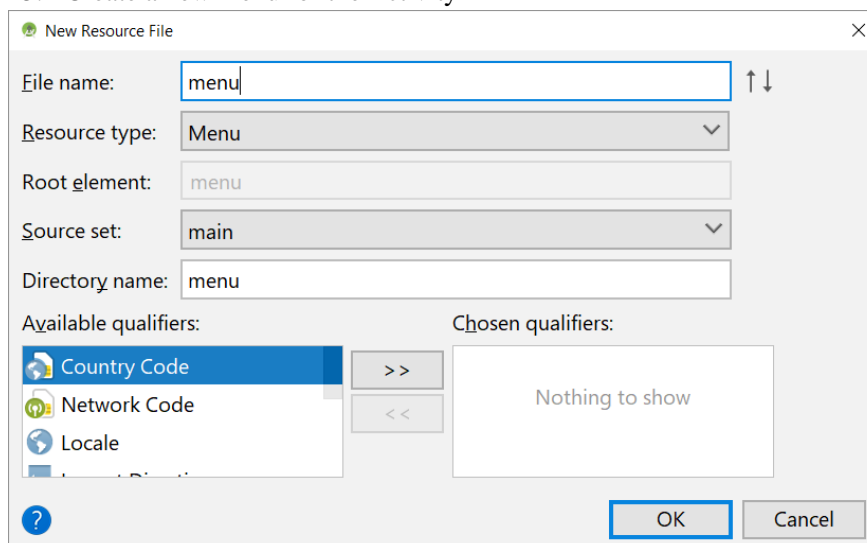 New Resource File
File name: menu
Resource type: Menu
Root element: menu
Source set: main
Directory name: menu
Available qualifiers: Chosen qualifiers:
Country Code >> Nothing to show
Network Code <<
Locale
? OK Cancel